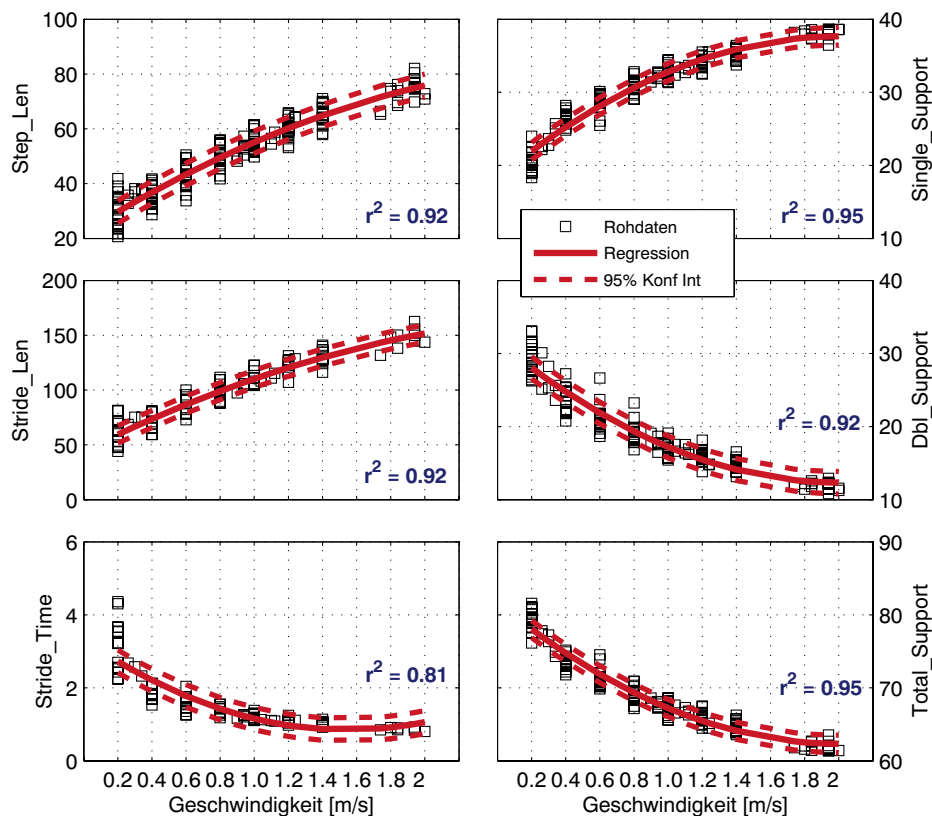 100
80
60
40
20
Step_Len
r² = 0.92
40
30
20
10
Single_Support
r² = 0.95
Rohdaten
Regression
95% Konf Int
200
150
100
50
0
Stride_Len
r² = 0.92
40
30
20
10
Dbl_Support
r² = 0.92
6
4
2
0
Stride_Time
r² = 0.81
0.2 0.4 0.6 0.8 1.0 1.2 1.4 1.6 1.8 2
Geschwindigkeit [m/s]
90
80
70
60
Total_Support
r² = 0.95
0.2 0.4 0.6 0.8 1.0 1.2 1.4 1.6 1.8 2
Geschwindigkeit [m/s]